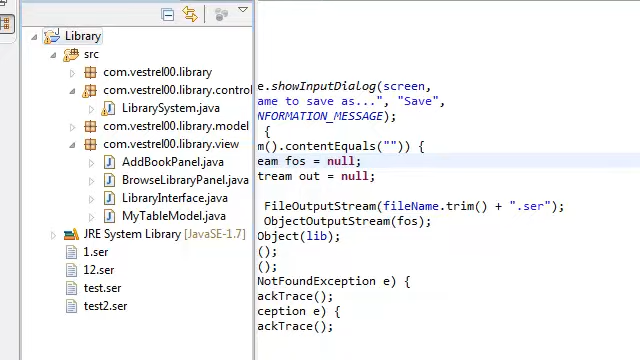 Library
src
com.vestrel00.library
com.vestrel00.library.control
LibrarySystem.java
com.vestrel00.library.model
com.vestrel00.library.view
AddBookPanel.java
BrowseLibraryPanel.java
LibraryInterface.java
MyTableModel.java
JRE System Library [JavaSE-1.7]
1.ser
12.ser
test.ser
test2.ser
e.showInputDialog(screen,
ame to save as...", "Save",
NFORMATION_MESSAGE);
{
m().contentEquals("")) {
eam fos = null;
tream out = null;
FileOutputStream(fileName.trim() + ".ser");
ObjectOutputStream(fos);
Object(lib);
();
();
NotFoundException e) {
ackTrace();
ception e) {
ackTrace();